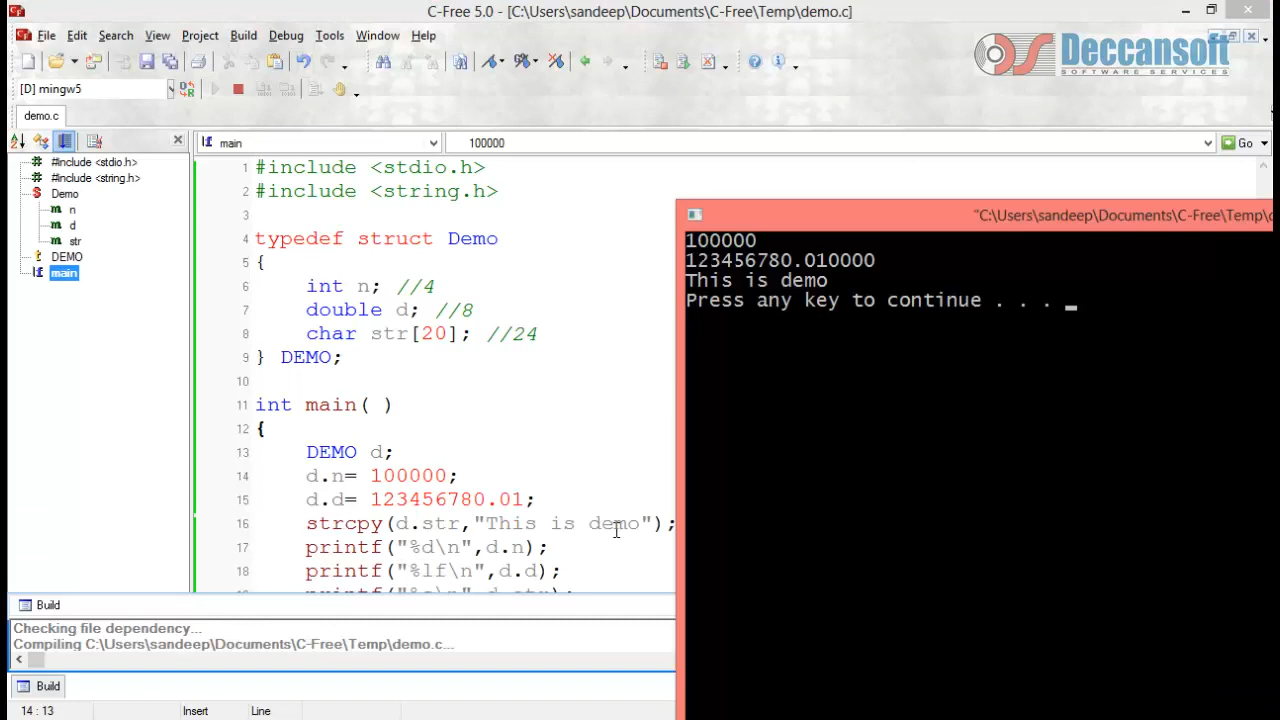 C-Free 5.0 - [C:\Users\sandeep\Documents\C-Free\Temp\demo.c]
File Edit Search View Project Build Debug Tools Window Help
Deccansoft
SOFTWARE SERVICES
[D] mingw5
demo.c
main
100000
Go
#include <stdio.h>
#include <string.h>
Demo
n
d
str
DEMO
main
1 #include <stdio.h>
2 #include <string.h>
3
4 typedef struct Demo
5 {
6 int n; //4
7 double d; //8
8 char str[20]; //24
9 } DEMO;
10
11 int main( )
12 {
13 DEMO d;
14 d.n= 100000;
15 d.d= 123456780.01;
16 strcpy(d.str,"This is demo");
17 printf("%d\n",d.n);
18 printf("%lf\n",d.d);
"C:\Users\sandeep\Documents\C-Free\Temp\
100000
123456780.010000
This is demo
Press any key to continue . . . _
Build
Checking file dependency...
Compiling C:\Users\sandeep\Documents\C-Free\Temp\demo.c...
Build
14 : 13 Insert Line